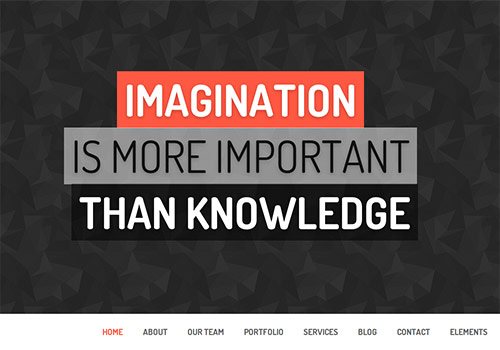 IMAGINATION
IS MORE IMPORTANT
THAN KNOWLEDGE
HOME ABOUT OUR TEAM PORTFOLIO SERVICES BLOG CONTACT ELEMENTS